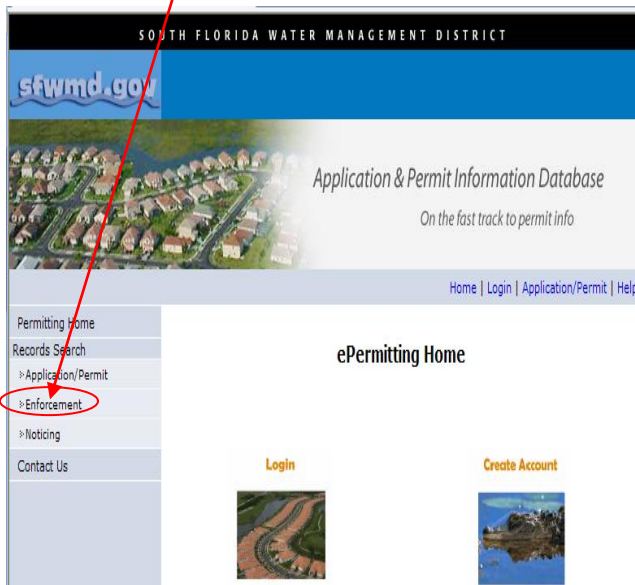 SOUTH FLORIDA WATER MANAGEMENT DISTRICT
sfwmd.gov
Application & Permit Information Database
On the fast track to permit info
Home | Login | Application/Permit | Help
Permitting Home
Records Search
»Application/Permit
»Enforcement
»Noticing
Contact Us
ePermitting Home
Login
Create Account